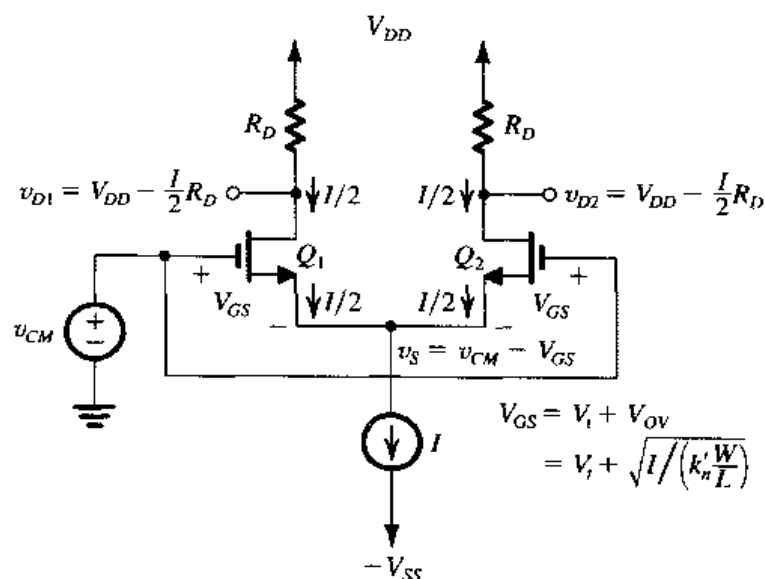 V_DD
R_D R_D
v_D1 = V_DD − I/2 R_D I/2 I/2 v_D2 = V_DD − I/2 R_D
+ Q_1 Q_2 +
V_GS I/2 I/2 V_GS
− −
v_CM + −
v_S = v_CM − V_GS
I
V_GS = V_t + V_OV
= V_t + √(I/(k'_n W/L))
−V_SS